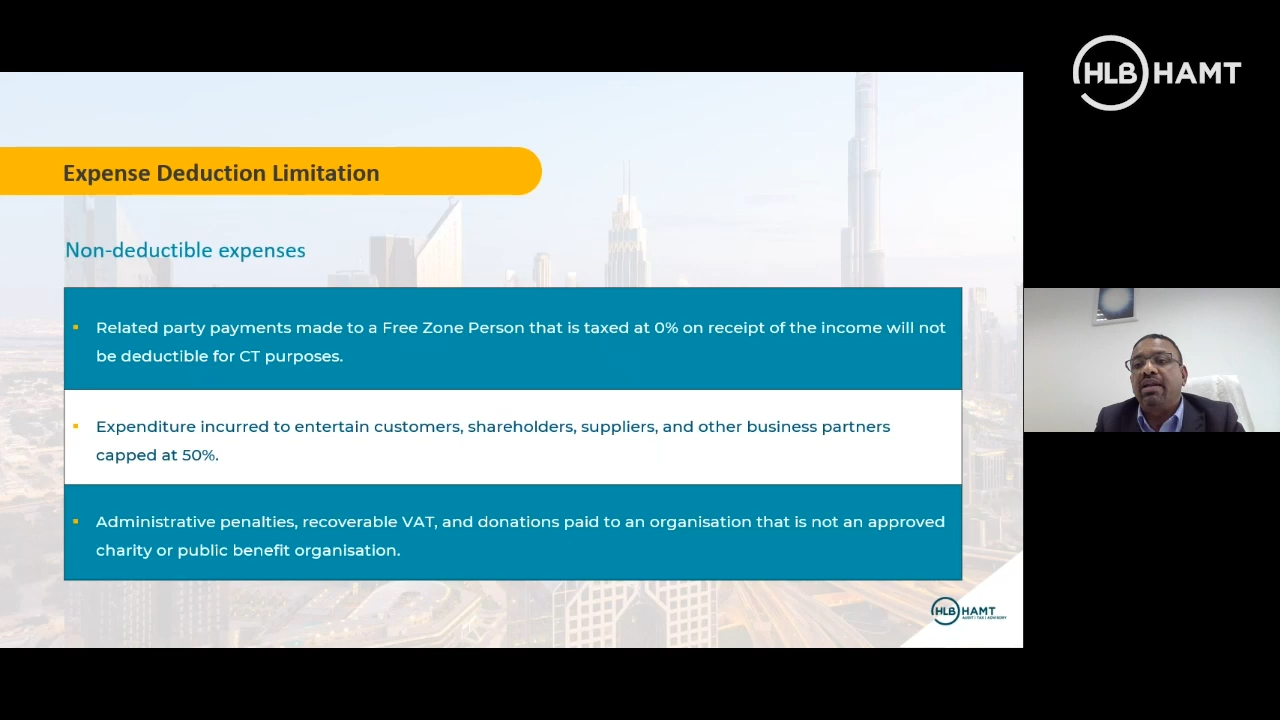 HLB HAMT
Expense Deduction Limitation
Non-deductible expenses
Related party payments made to a Free Zone Person that is taxed at 0% on receipt of the income will not
be deductible for CT purposes.
Expenditure incurred to entertain customers, shareholders, suppliers, and other business partners
capped at 50%.
Administrative penalties, recoverable VAT, and donations paid to an organisation that is not an approved
charity or public benefit organisation.
HLB HAMT
AUDIT | TAX | ADVISORY